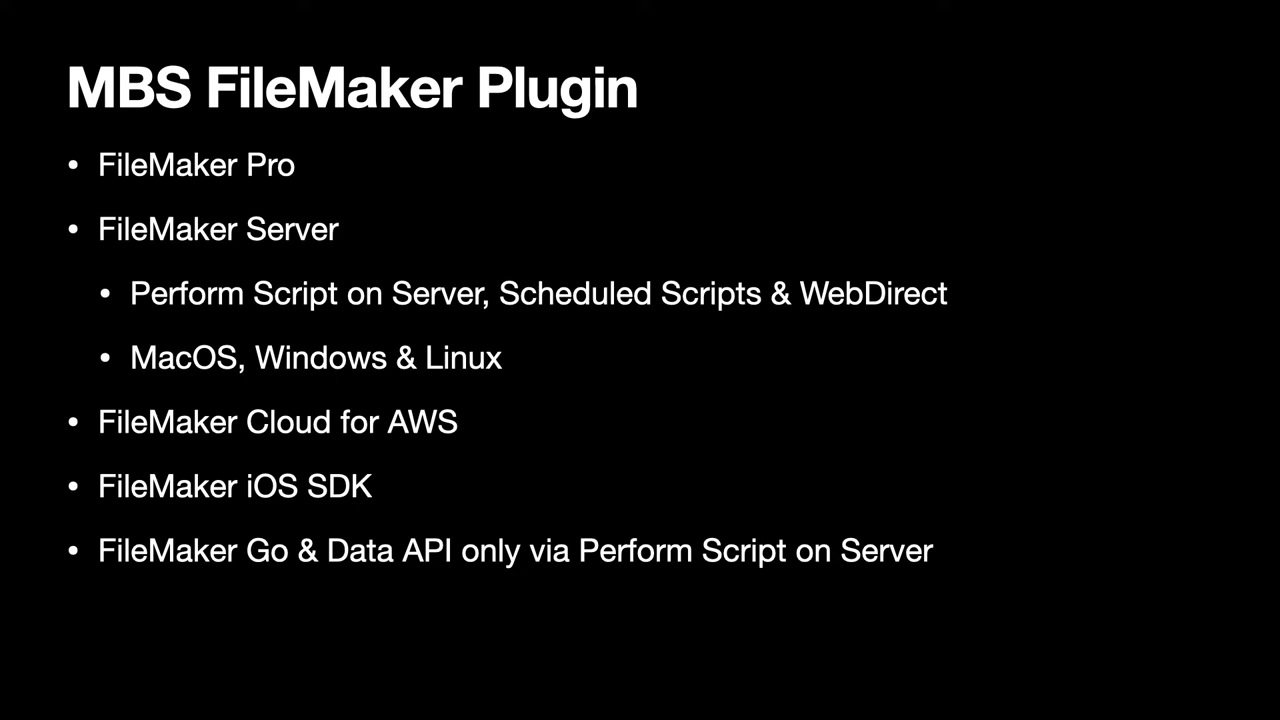 MBS FileMaker Plugin
• FileMaker Pro
• FileMaker Server
• Perform Script on Server, Scheduled Scripts & WebDirect
• MacOS, Windows & Linux
• FileMaker Cloud for AWS
• FileMaker iOS SDK
• FileMaker Go & Data API only via Perform Script on Server